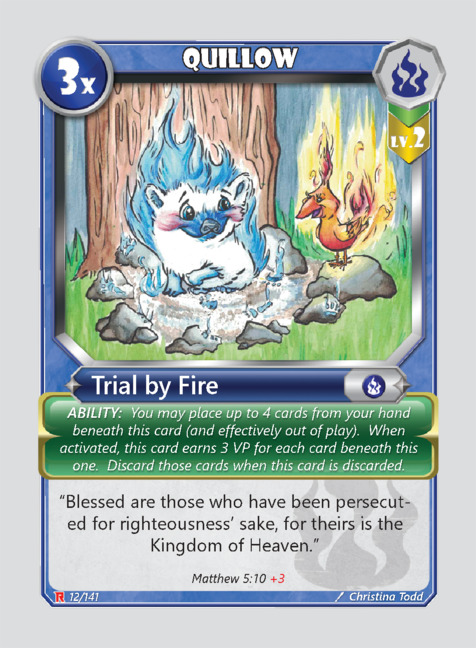 QUILLOW
3x
LV.2
Trial by Fire
ABILITY: You may place up to 4 cards from your hand
beneath this card (and effectively out of play). When
activated, this card earns 3 VP for each card beneath this
one. Discard those cards when this card is discarded.
“Blessed are those who have been persecut-
ed for righteousness’ sake, for theirs is the
Kingdom of Heaven.”
Matthew 5:10 +3
R 12/141
Christina Todd